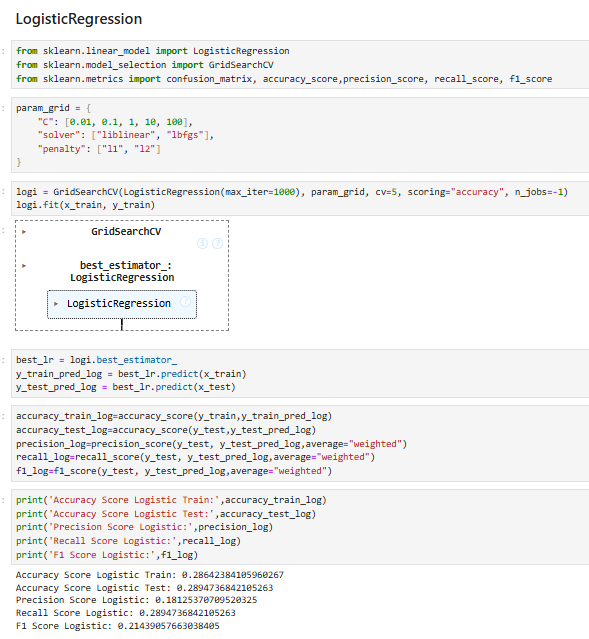 LogisticRegression
from sklearn.linear_model import LogisticRegression
from sklearn.model_selection import GridSearchCV
from sklearn.metrics import confusion_matrix, accuracy_score,precision_score, recall_score, f1_score
param_grid = {
    "C": [0.01, 0.1, 1, 10, 100],
    "solver": ["liblinear", "lbfgs"],
    "penalty": ["l1", "l2"]
}
logi = GridSearchCV(LogisticRegression(max_iter=1000), param_grid, cv=5, scoring="accuracy", n_jobs=-1)
logi.fit(x_train, y_train)
GridSearchCV
best_estimator_:
LogisticRegression
LogisticRegression
best_lr = logi.best_estimator_
y_train_pred_log = best_lr.predict(x_train)
y_test_pred_log = best_lr.predict(x_test)
accuracy_train_log=accuracy_score(y_train,y_train_pred_log)
accuracy_test_log=accuracy_score(y_test,y_test_pred_log)
precision_log=precision_score(y_test, y_test_pred_log,average="weighted")
recall_log=recall_score(y_test, y_test_pred_log,average="weighted")
f1_log=f1_score(y_test, y_test_pred_log,average="weighted")
print('Accuracy Score Logistic Train:',accuracy_train_log)
print('Accuracy Score Logistic Test:',accuracy_test_log)
print('Precision Score Logistic:',precision_log)
print('Recall Score Logistic:',recall_log)
print('F1 Score Logistic:',f1_log)
Accuracy Score Logistic Train: 0.28642384105960267
Accuracy Score Logistic Test: 0.2894736842105263
Precision Score Logistic: 0.18125370709520325
Recall Score Logistic: 0.2894736842105263
F1 Score Logistic: 0.21439057663038405